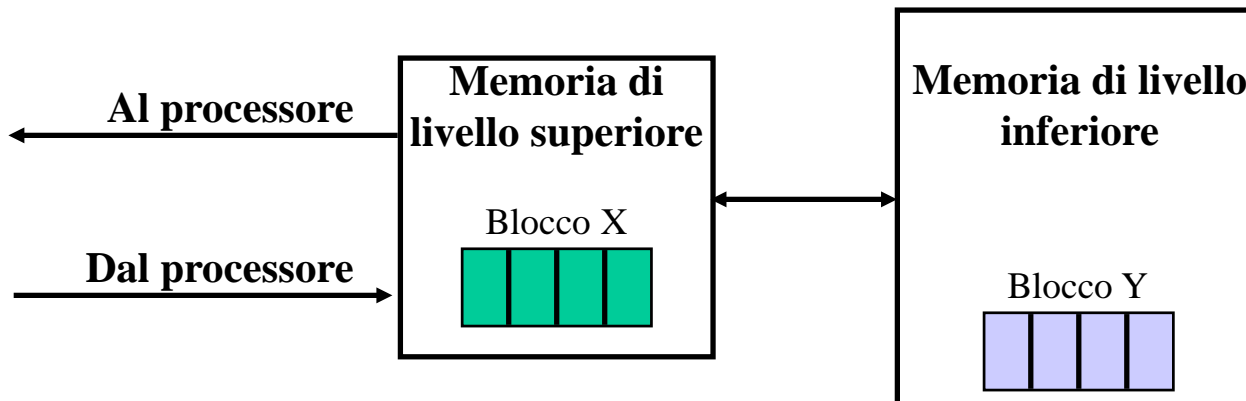 Al processore
Dal processore
Memoria di
livello superiore
Blocco X
Memoria di livello
inferiore
Blocco Y